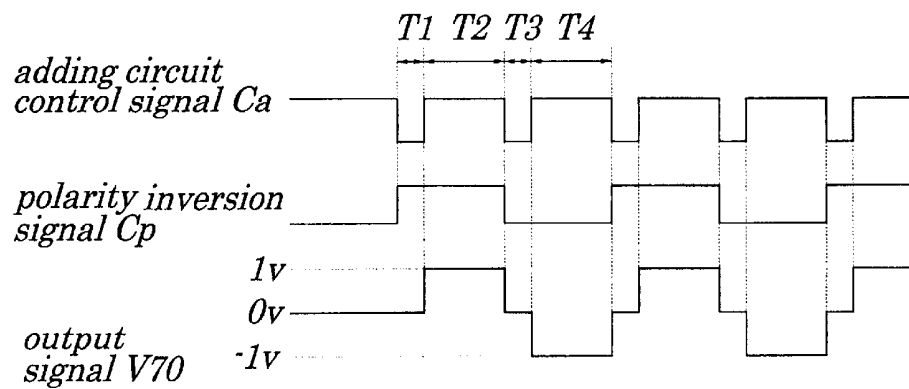 T1 T2 T3 T4
adding circuit
control signal Ca
polarity inversion
signal Cp
1v
0v
output
signal V70
-1v